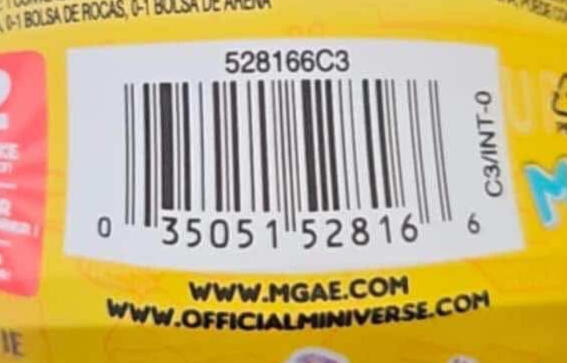 0-1 BOLSA DE ROCAS, 0-1 BOLSA DE ARENA
528166C3
C3/INT-0
0 35051 52816 6
WWW.MGAE.COM
WWW.OFFICIALMINIVERSE.COM
IE